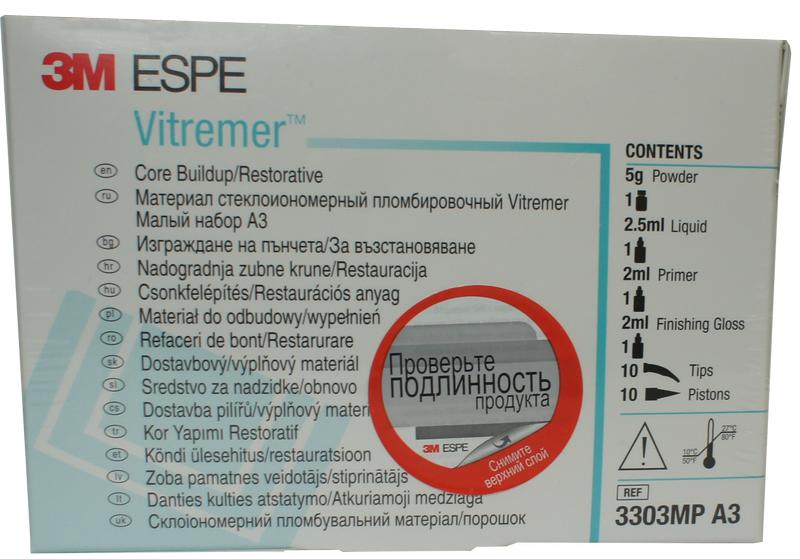 3M ESPE
Vitremer™
en Core Buildup/Restorative
ru Материал стеклоиономерный пломбировочный Vitremer
Малый набор А3
bg Изграждане на пънчета/За възстановяване
hr Nadogradnja zubne krune/Restauracija
hu Csonkfelépítés/Restaurációs anyag
pl Materiał do odbudowy/wypełnień
ro Refaceri de bont/Restaurare
sk Dostavbový/výplňový materiál
sl Sredstvo za nadzidke/obnovo
cs Dostavba pilířů/výplňový materi
tr Kor Yapımı Restoratif
et Köndi ülesehitus/restauratsioon
lv Zoba pamatnes veidotājs/stiprinātājs
lt Danties kulties atstatymo/Atkuriamoji medžiaga
uk Склоіономерний пломбувальний матеріал/порошок
Проверьте
подлинность
продукта
3M ESPE
Снимите
верхний слой
CONTENTS
5g Powder
1
2.5ml Liquid
1
2ml Primer
1
2ml Finishing Gloss
1
10 Tips
10 Pistons
27°C
80°F
10°C
50°F
REF
3303MP A3